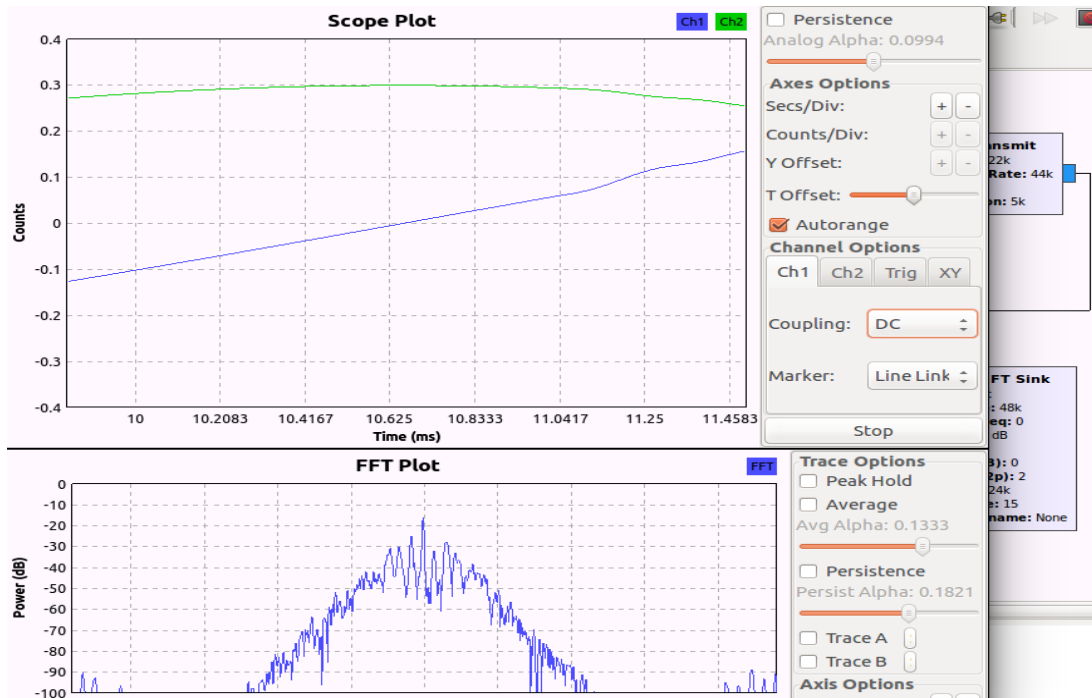 Scope Plot
Ch1 Ch2
0.4
0.3
0.2
0.1
0
-0.1
-0.2
-0.3
-0.4
Counts
10 10.2083 10.4167 10.625 10.8333 11.0417 11.25 11.4583
Time (ms)
Persistence
Analog Alpha: 0.0994
Axes Options
Secs/Div: + -
Counts/Div: + -
Y Offset: + -
T Offset:
Autorange
Channel Options
Ch1 Ch2 Trig XY
Coupling: DC
Marker: Line Link
Stop
FFT Plot
FFT
0
-10
-20
-30
-40
-50
-60
-70
-80
-90
-100
Power (dB)
Trace Options
Peak Hold
Average
Avg Alpha: 0.1333
Persistence
Persist Alpha: 0.1821
Trace A
Trace B
Axis Options
ansmit
22k
Rate: 44k
on: 5k
FT Sink
: 48k
eq: 0
dB
): 0
2p): 2
24k
e: 15
name: None